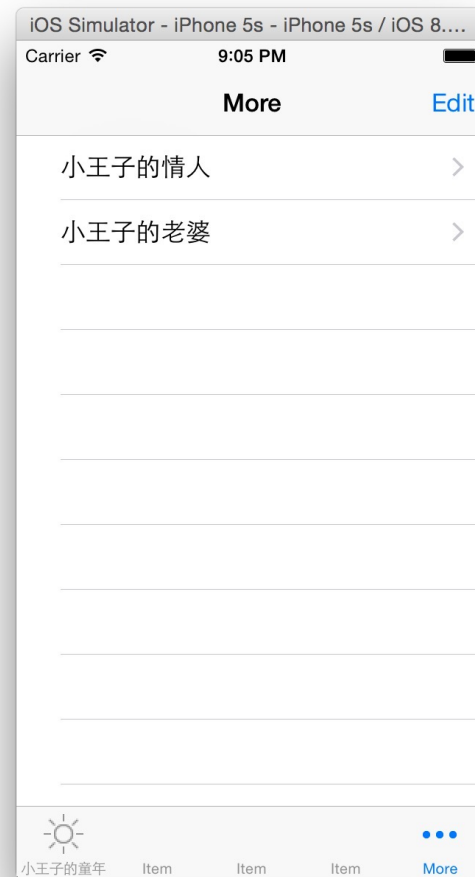 iOS Simulator - iPhone 5s - iPhone 5s / iOS 8....
Carrier 9:05 PM
More Edit
小王子的情人
小王子的老婆
小王子的童年 Item Item Item More